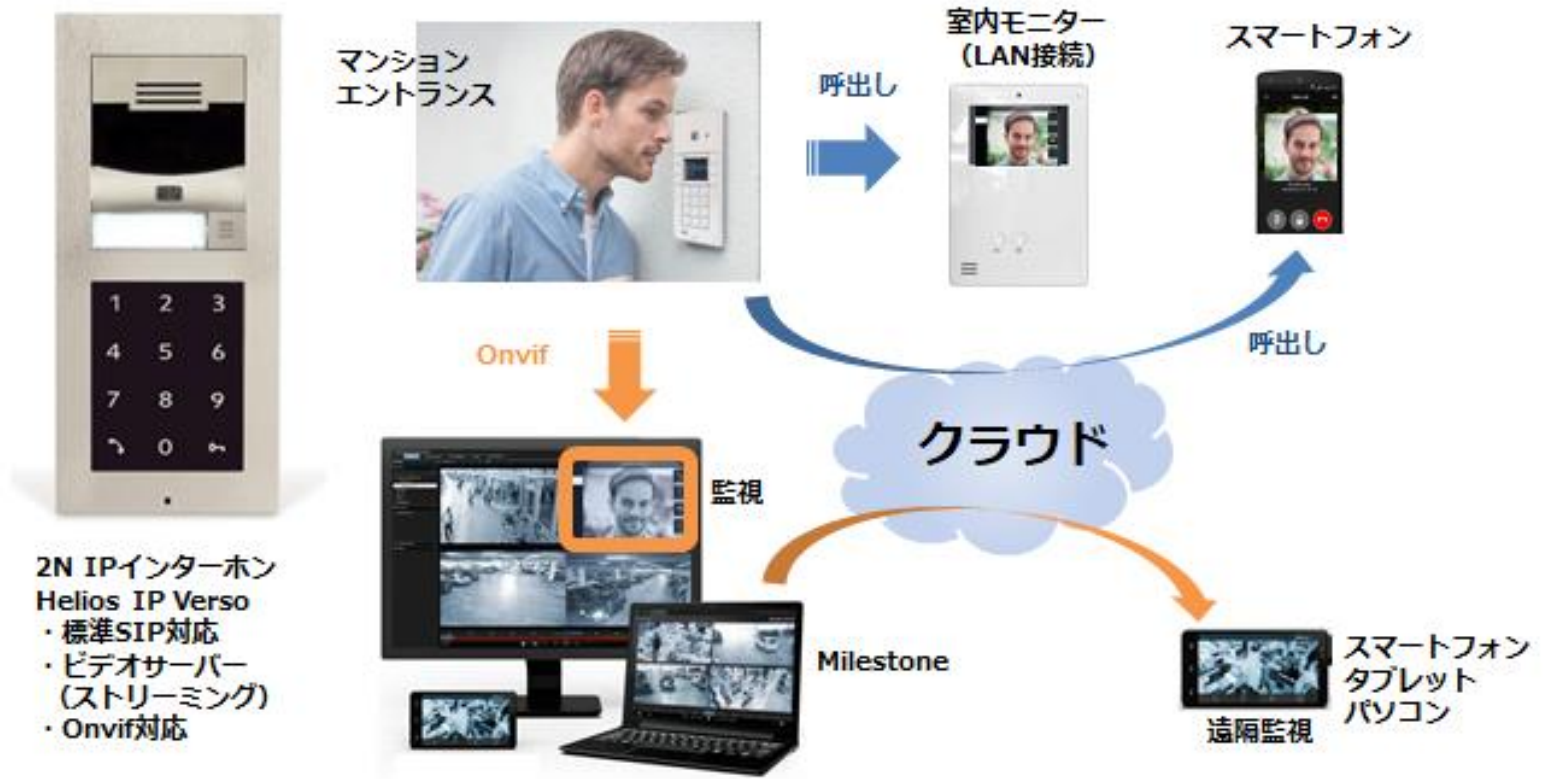 マンション
エントランス
呼出し
室内モニター
（LAN接続）
スマートフォン
1 2 3
4 5 6
7 8 9
0
Onvif
呼出し
クラウド
監視
2N IPインターホン
Helios IP Verso
・標準SIP対応
・ビデオサーバー
（ストリーミング）
・Onvif対応
Milestone
スマートフォン
タブレット
パソコン
遠隔監視